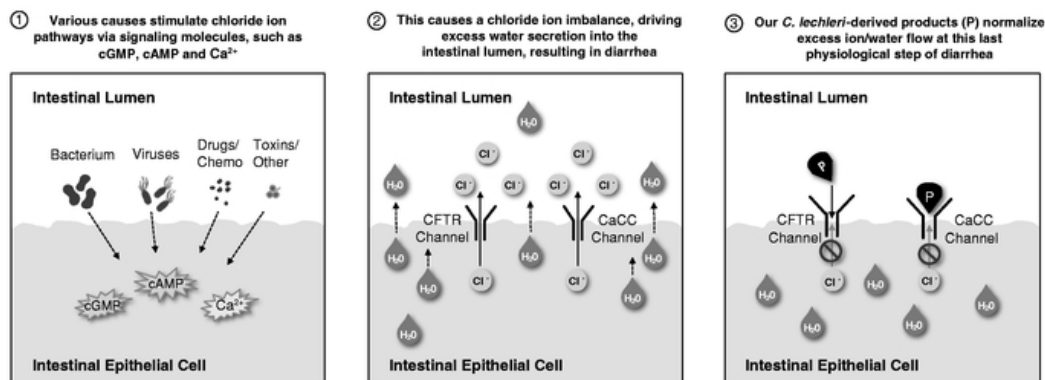 ① Various causes stimulate chloride ion
pathways via signaling molecules, such as
cGMP, cAMP and Ca²⁺
Intestinal Lumen
Bacterium
Viruses
Drugs/
Chemo
Toxins/
Other
cGMP
cAMP
Ca²⁺
Intestinal Epithelial Cell
② This causes a chloride ion imbalance, driving
excess water secretion into the
intestinal lumen, resulting in diarrhea
Intestinal Lumen
H₂0
Cl⁻
Cl⁻
H₂0
Cl⁻
Cl⁻
Cl⁻
Cl⁻
H₂0
CFTR
Channel
CaCC
Channel
H₂0
H₂0
H₂0
H₂0
Cl⁻
Cl⁻
H₂0
H₂0
Intestinal Epithelial Cell
③ Our C. lechleri-derived products (P) normalize
excess ion/water flow at this last
physiological step of diarrhea
Intestinal Lumen
P
P
CFTR
Channel
CaCC
Channel
H₂0
Cl⁻
H₂0
Cl⁻
H₂0
H₂0
H₂0
Intestinal Epithelial Cell